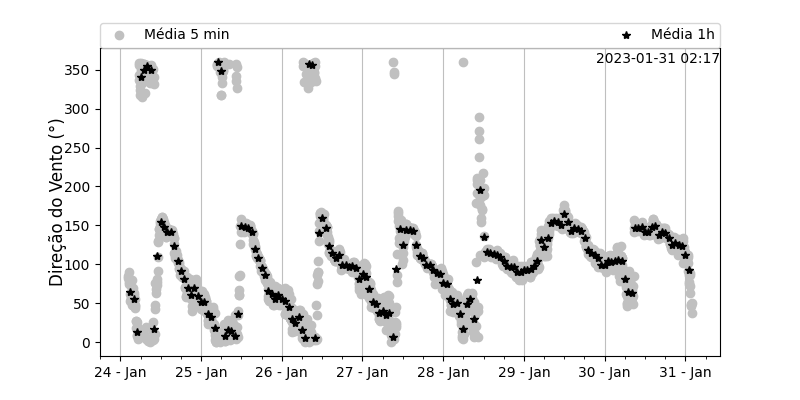 Média 5 min
Média 1h
2023-01-31 02:17
Direção do Vento (°)
350
300
250
200
150
100
50
0
24 - Jan
25 - Jan
26 - Jan
27 - Jan
28 - Jan
29 - Jan
30 - Jan
31 - Jan